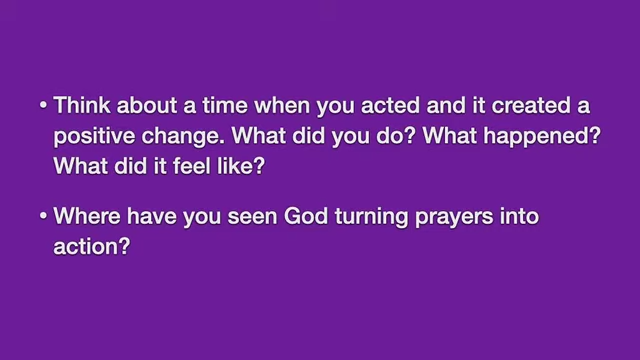 • Think about a time when you acted and it created a
positive change. What did you do? What happened?
What did it feel like?
• Where have you seen God turning prayers into
action?